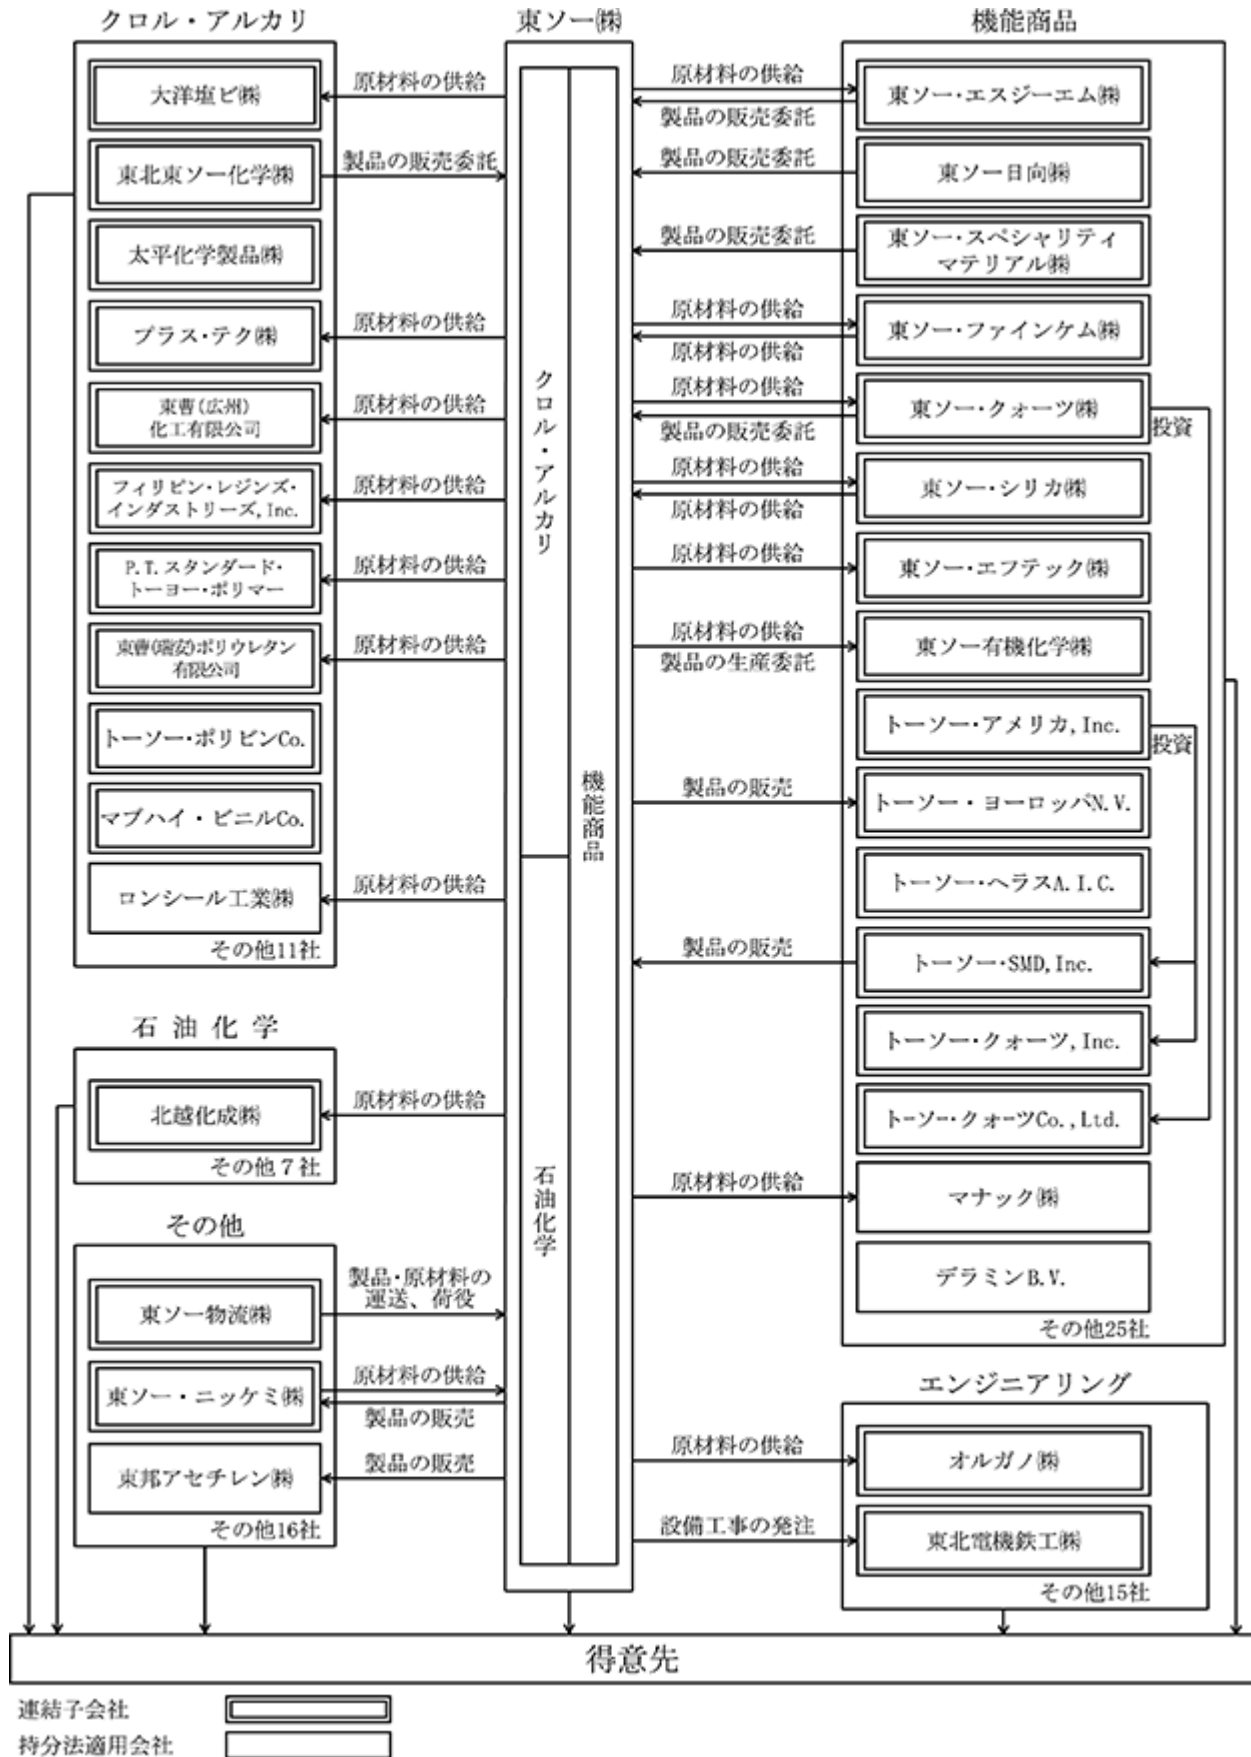 クロル・アルカリ
大洋塩ビ㈱
東北東ソー化学㈱
太平化学製品㈱
プラス・テク㈱
東曹(広州)
化工有限公司
フィリピン・レジンズ・
インダストリーズ, Inc.
P.T.スタンダード・
トーヨー・ポリマー
東曹(瑞安)ポリウレタン
有限公司
トーソー・ポリビンCo.
マブハイ・ビニルCo.
ロンシール工業㈱
その他11社
原材料の供給
製品の販売委託
原材料の供給
原材料の供給
原材料の供給
原材料の供給
原材料の供給
原材料の供給
石油化学
北越化成㈱
その他7社
原材料の供給
その他
東ソー物流㈱
東ソー・ニッケミ㈱
東邦アセチレン㈱
その他16社
製品・原材料の
運送、荷役
原材料の供給
製品の販売
製品の販売
東ソー㈱
クロル・アルカリ
石油化学
機能商品
原材料の供給
製品の販売委託
製品の販売委託
製品の販売委託
原材料の供給
原材料の供給
原材料の供給
製品の販売委託
原材料の供給
原材料の供給
原材料の供給
原材料の供給
製品の生産委託
製品の販売
製品の販売
原材料の供給
原材料の供給
設備工事の発注
機能商品
東ソー・エスジーエム㈱
東ソー日向㈱
東ソー・スペシャリティ
マテリアル㈱
東ソー・ファインケム㈱
東ソー・クォーツ㈱
投資
東ソー・シリカ㈱
東ソー・エフテック㈱
東ソー有機化学㈱
トーソー・アメリカ, Inc.
投資
トーソー・ヨーロッパN.V.
トーソー・ヘラスA.I.C.
トーソー・SMD, Inc.
トーソー・クォーツ, Inc.
トーソー・クォーツCo., Ltd.
マナック㈱
デラミンB.V.
その他25社
エンジニアリング
オルガノ㈱
東北電機鉄工㈱
その他15社
得意先
連結子会社
持分法適用会社